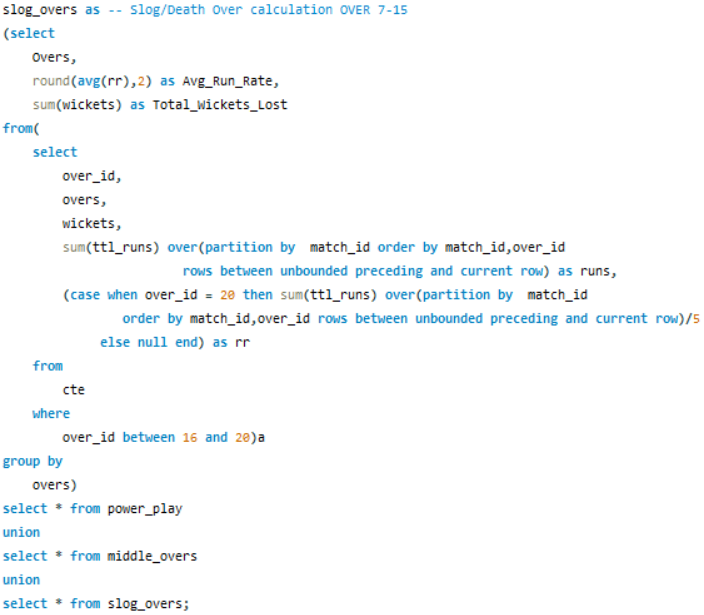 slog_overs as -- Slog/Death Over calculation OVER 7-15
(select
Overs,
round(avg(rr),2) as Avg_Run_Rate,
sum(wickets) as Total_Wickets_Lost
from(
select
over_id,
overs,
wickets,
sum(ttl_runs) over(partition by  match_id order by match_id,over_id
rows between unbounded preceding and current row) as runs,
(case when over_id = 20 then sum(ttl_runs) over(partition by  match_id
order by match_id,over_id rows between unbounded preceding and current row)/5
else null end) as rr
from
cte
where
over_id between 16 and 20)a
group by
overs)
select * from power_play
union
select * from middle_overs
union
select * from slog_overs;